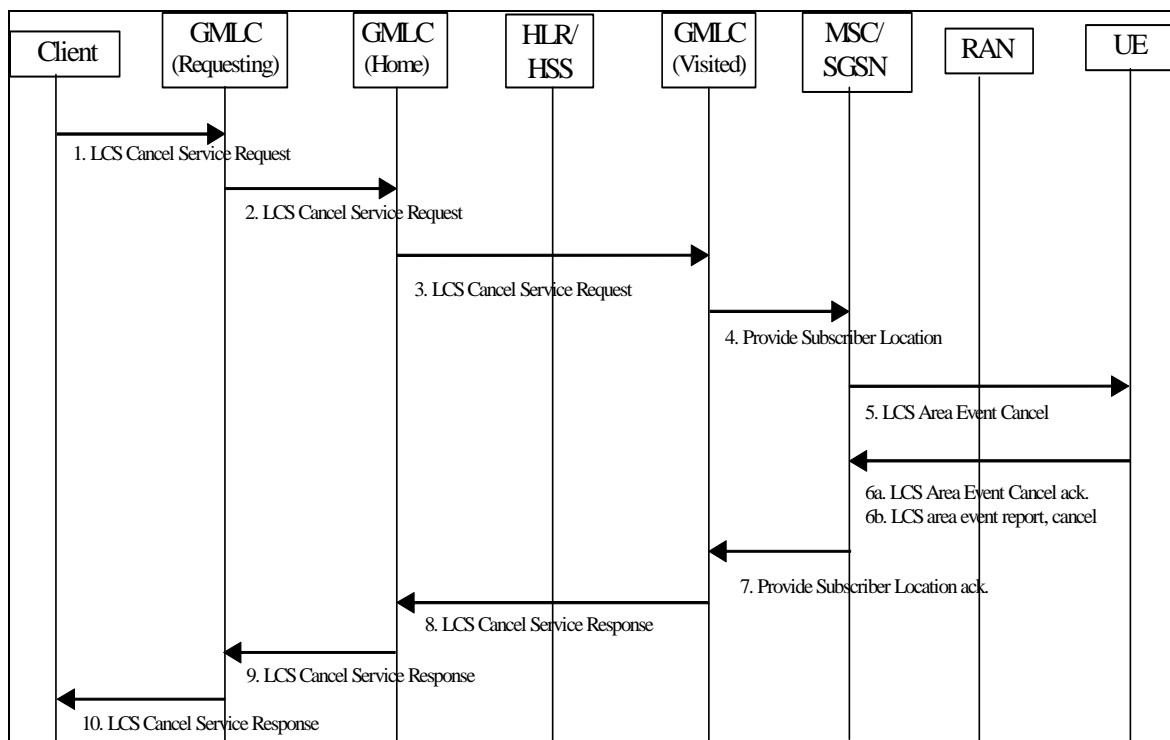 Client
GMLC
(Requesting)
GMLC
(Home)
HLR/
HSS
GMLC
(Visited)
MSC/
SGSN
RAN
UE
1. LCS Cancel Service Request
2. LCS Cancel Service Request
3. LCS Cancel Service Request
4. Provide Subscriber Location
5. LCS Area Event Cancel
6a. LCS Area Event Cancel ack.
6b. LCS area event report, cancel
7. Provide Subscriber Location ack.
8. LCS Cancel Service Response
9. LCS Cancel Service Response
10. LCS Cancel Service Response